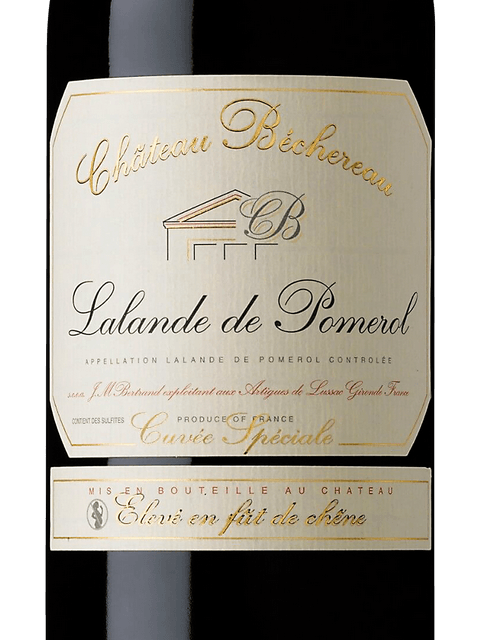 Château Béchereau
CB
Lalande de Pomerol
APPELLATION LALANDE DE POMEROL CONTROLÉE
s.c.e.a. J.M Bertrand exploitant aux Artigues de Lussac Gironde France
CONTENT DES SULFITES
PRODUCE OF FRANCE
Cuvée Spéciale
MIS EN BOUTEILLE AU CHATEAU
Elevé en fût de chêne